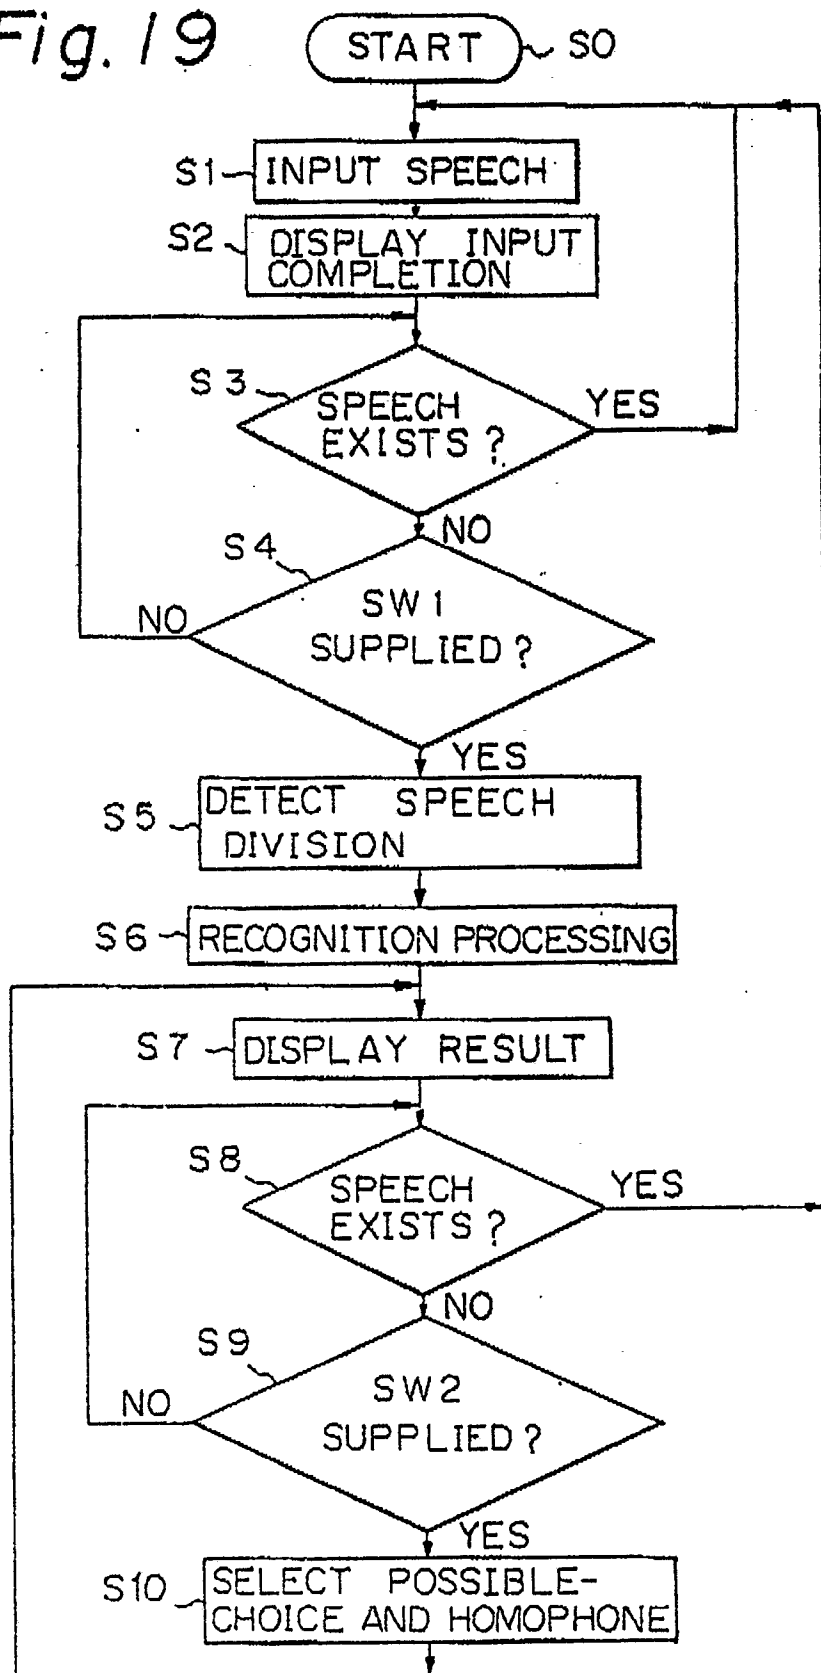 Fig. 19
START S0
S1 INPUT SPEECH
S2 DISPLAY INPUT
COMPLETION
S3 SPEECH YES
EXISTS ?
NO
S4 SW1
NO SUPPLIED ?
YES
S5 DETECT SPEECH
DIVISION
S6 RECOGNITION PROCESSING
S7 DISPLAY RESULT
S8 SPEECH YES
EXISTS ?
NO
S9 SW2
NO SUPPLIED ?
YES
S10 SELECT POSSIBLE-
CHOICE AND HOMOPHONE